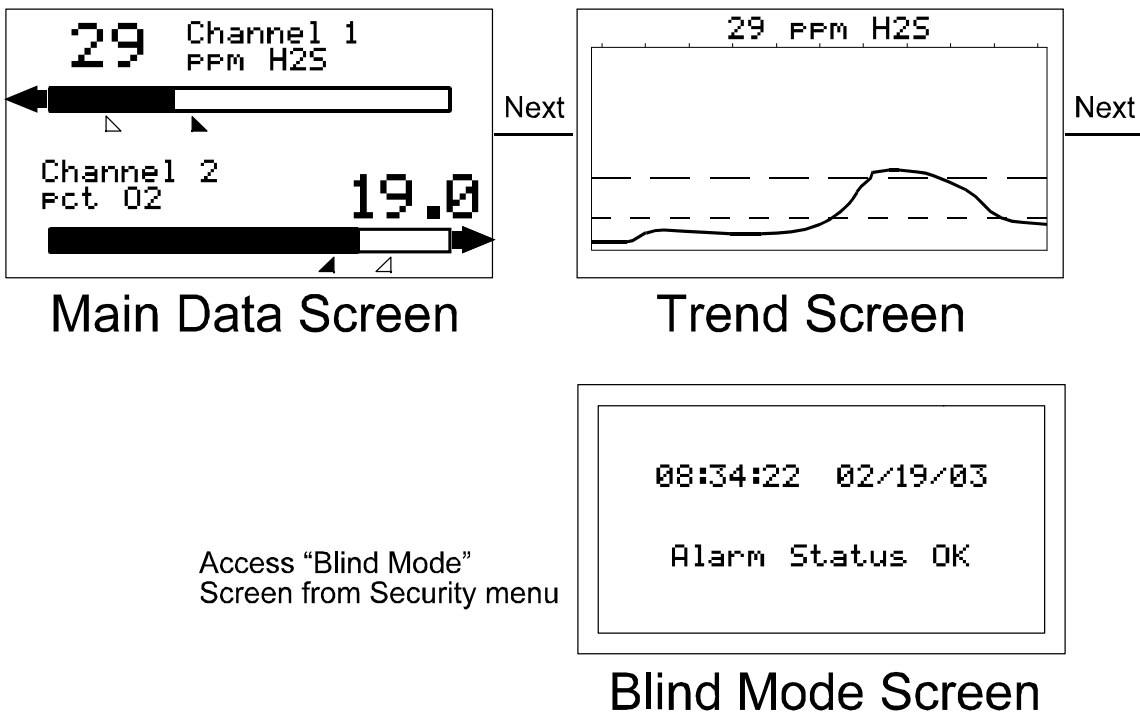 29 Channel 1
ppm H2S
Channel 2
pct O2 19.0
Main Data Screen
Next
29 ppm H2S
Trend Screen
Next
08:34:22 02/19/03
Alarm Status OK
Access “Blind Mode”
Screen from Security menu
Blind Mode Screen